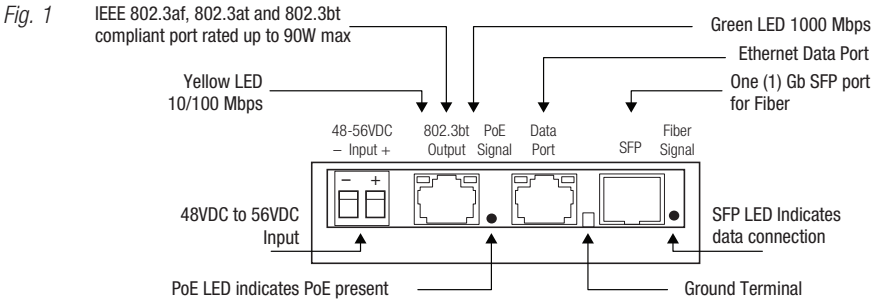 Fig. 1
IEEE 802.3af, 802.3at and 802.3bt
compliant port rated up to 90W max
Green LED 1000 Mbps
Ethernet Data Port
Yellow LED
10/100 Mbps
One (1) Gb SFP port
for Fiber
48-56VDC
– Input +
802.3bt
Output
PoE
Signal
Data
Port
SFP
Fiber
Signal
– +
48VDC to 56VDC
Input
SFP LED Indicates
data connection
PoE LED indicates PoE present
Ground Terminal